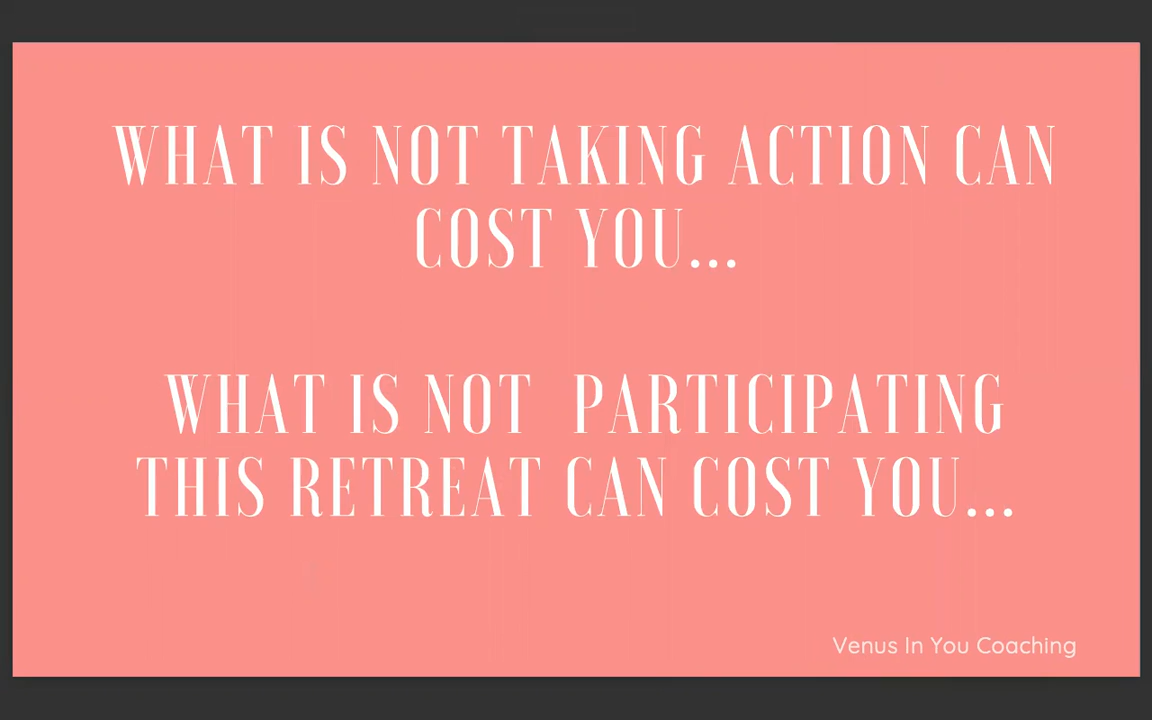 WHAT IS NOT TAKING ACTION CAN
COST YOU...
WHAT IS NOT PARTICIPATING
THIS RETREAT CAN COST YOU...
Venus In You Coaching